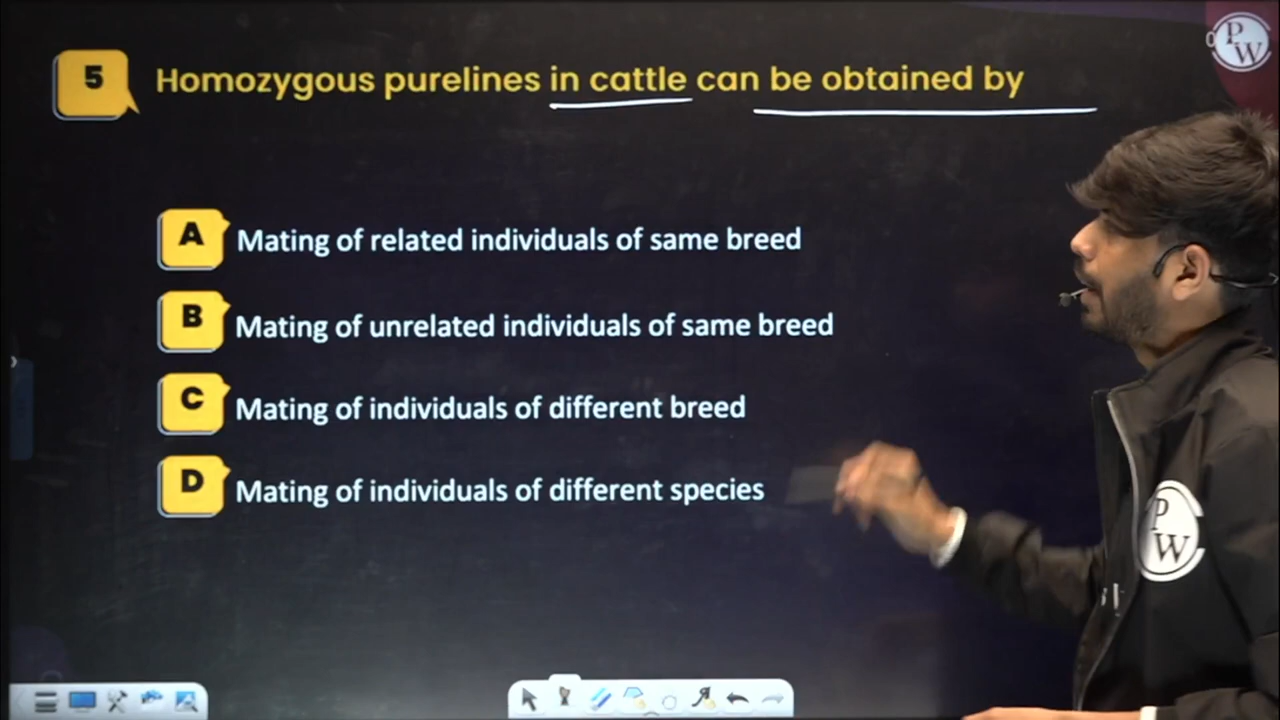 5 Homozygous purelines in cattle can be obtained by
A Mating of related individuals of same breed
B Mating of unrelated individuals of same breed
C Mating of individuals of different breed
D Mating of individuals of different species
PW
PW